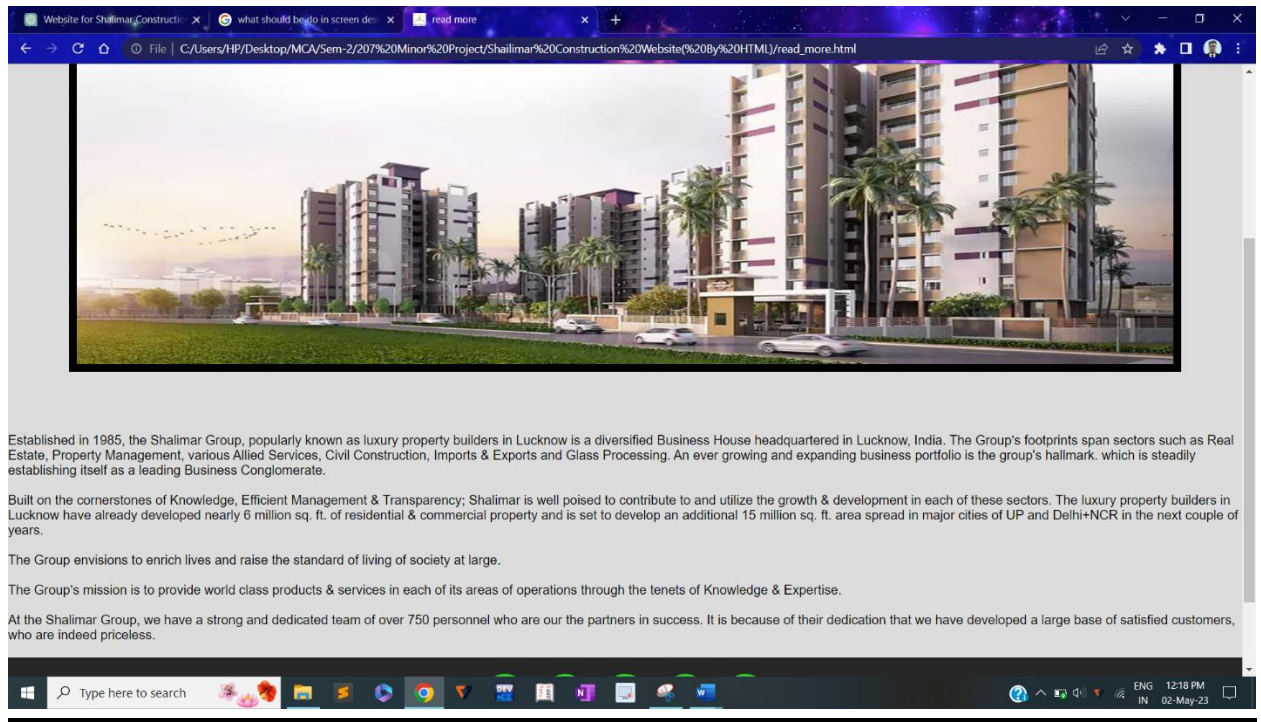 Website for Shalimar Constructio
what should be do in screen desi
read more
File | C:/Users/HP/Desktop/MCA/Sem-2/207%20Minor%20Project/Shailimar%20Construction%20Website(%20By%20HTML)/read_more.html
Established in 1985, the Shalimar Group, popularly known as luxury property builders in Lucknow is a diversified Business House headquartered in Lucknow, India. The Group's footprints span sectors such as Real
Estate, Property Management, various Allied Services, Civil Construction, Imports & Exports and Glass Processing. An ever growing and expanding business portfolio is the group's hallmark. which is steadily
establishing itself as a leading Business Conglomerate.
Built on the cornerstones of Knowledge, Efficient Management & Transparency; Shalimar is well poised to contribute to and utilize the growth & development in each of these sectors. The luxury property builders in
Lucknow have already developed nearly 6 million sq. ft. of residential & commercial property and is set to develop an additional 15 million sq. ft. area spread in major cities of UP and Delhi+NCR in the next couple of
years.
The Group envisions to enrich lives and raise the standard of living of society at large.
The Group's mission is to provide world class products & services in each of its areas of operations through the tenets of Knowledge & Expertise.
At the Shalimar Group, we have a strong and dedicated team of over 750 personnel who are our the partners in success. It is because of their dedication that we have developed a large base of satisfied customers,
who are indeed priceless.
Type here to search
DEV
N
W
ENG
IN
12:18 PM
02-May-23